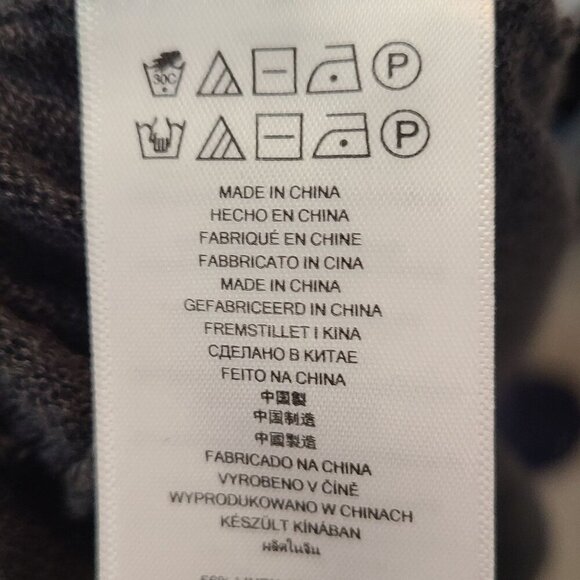 30C P
P
MADE IN CHINA
HECHO EN CHINA
FABRIQUÉ EN CHINE
FABBRICATO IN CINA
MADE IN CHINA
GEFABRICEERD IN CHINA
FREMSTILLET I KINA
СДЕЛАНО В КИТАЕ
FEITO NA CHINA
中国製
中国制造
中國製造
FABRICADO NA CHINA
VYROBENO V ČÍNĚ
WYPRODUKOWANO W CHINACH
KÉSZÜLT KÍNÁBAN
ผลิตในจีน